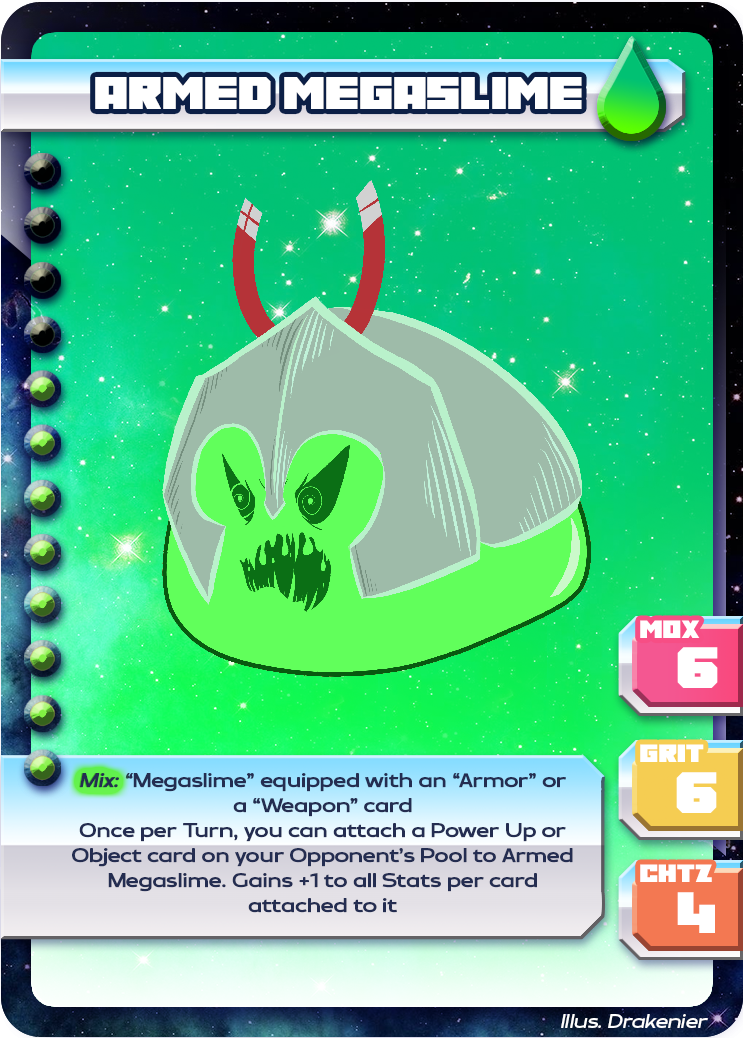 ARMED MEGASLIME
MOX
6
GRIT
6
CHTZ
4
Mix: “Megaslime” equipped with an “Armor” or
a “Weapon” card
Once per Turn, you can attach a Power Up or
Object card on your Opponent’s Pool to Armed
Megaslime. Gains +1 to all Stats per card
attached to it
Illus. Drakenier